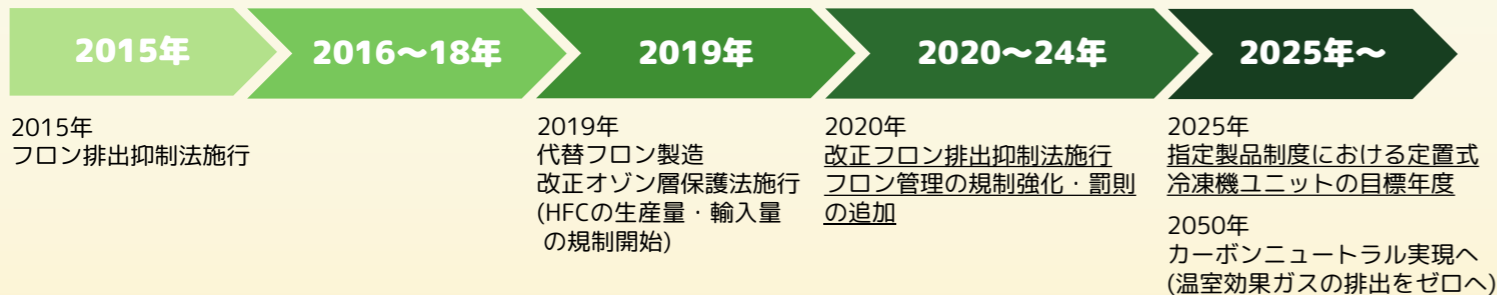 2015年
2016～18年
2019年
2020～24年
2025年～
2015年
フロン排出抑制法施行
2019年
代替フロン製造
改正オゾン層保護法施行
(HFCの生産量・輸入量
の規制開始)
2020年
改正フロン排出抑制法施行
フロン管理の規制強化・罰則
の追加
2025年
指定製品制度における定置式
冷凍機ユニットの目標年度
2050年
カーボンニュートラル実現へ
(温室効果ガスの排出をゼロへ)